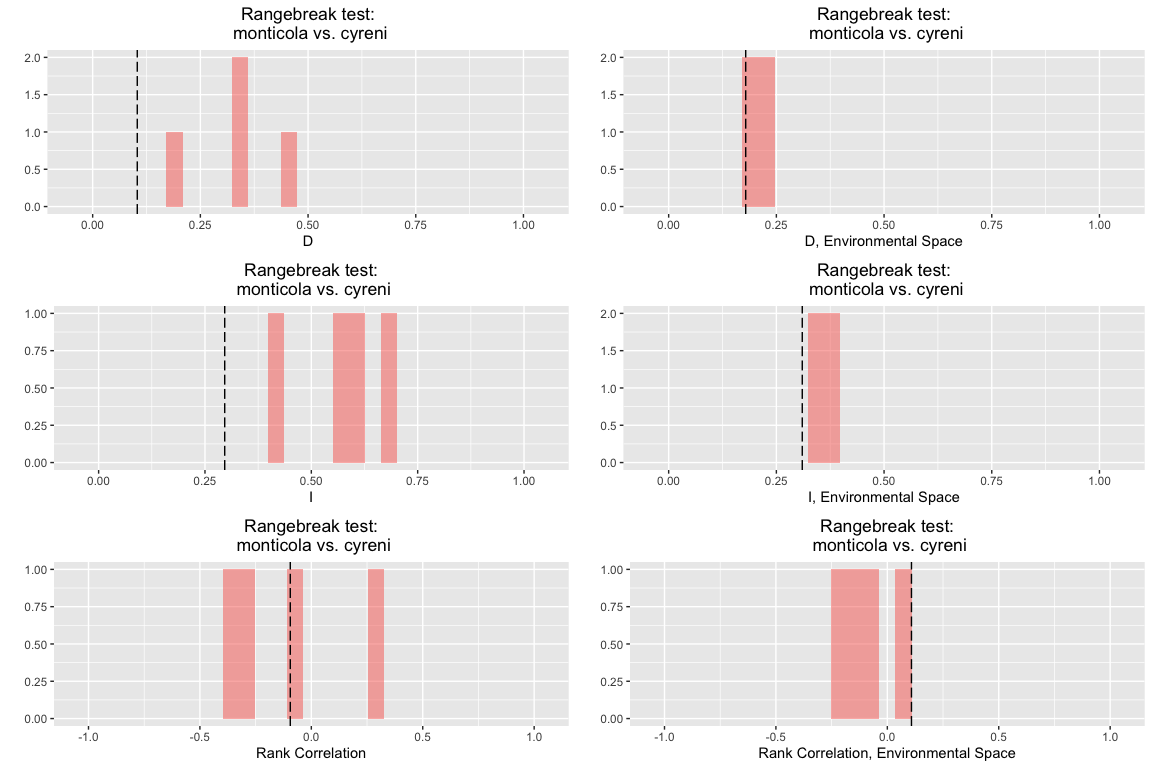 Rangebreak test:
monticola vs. cyreni
2.0
1.5
1.0
0.5
0.0
0.00 0.25 0.50 0.75 1.00
D
Rangebreak test:
monticola vs. cyreni
2.0
1.5
1.0
0.5
0.0
0.00 0.25 0.50 0.75 1.00
D, Environmental Space
Rangebreak test:
monticola vs. cyreni
1.00
0.75
0.50
0.25
0.00
0.00 0.25 0.50 0.75 1.00
I
Rangebreak test:
monticola vs. cyreni
2.0
1.5
1.0
0.5
0.0
0.00 0.25 0.50 0.75 1.00
I, Environmental Space
Rangebreak test:
monticola vs. cyreni
1.00
0.75
0.50
0.25
0.00
-1.0 -0.5 0.0 0.5 1.0
Rank Correlation
Rangebreak test:
monticola vs. cyreni
1.00
0.75
0.50
0.25
0.00
-1.0 -0.5 0.0 0.5 1.0
Rank Correlation, Environmental Space